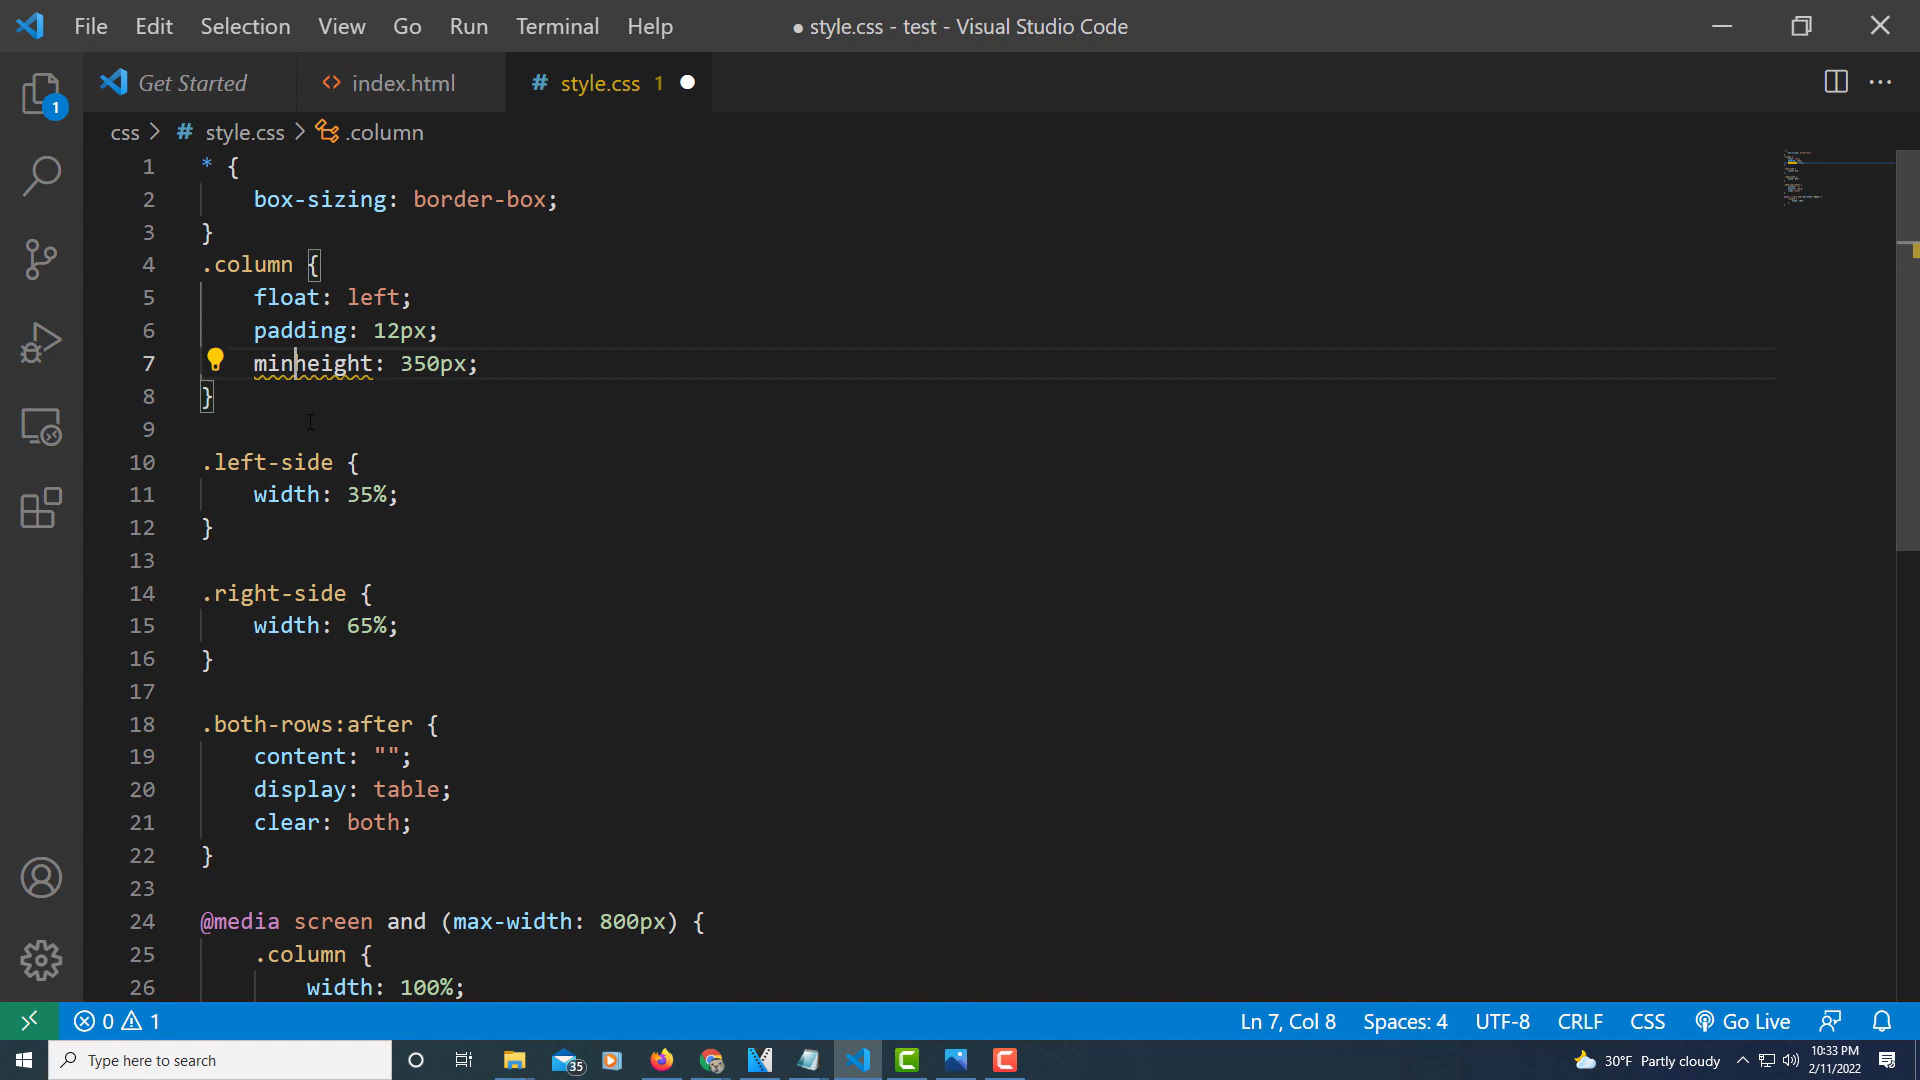 File Edit Selection View Go Run Terminal Help ● style.css - test - Visual Studio Code
Get Started <> index.html # style.css 1
1
css > # style.css > .column
1 * {
2 box-sizing: border-box;
3 }
4 .column {
5 float: left;
6 padding: 12px;
7 minheight: 350px;
8 }
9
10 .left-side {
11 width: 35%;
12 }
13
14 .right-side {
15 width: 65%;
16 }
17
18 .both-rows:after {
19 content: "";
20 display: table;
21 clear: both;
22 }
23
24 @media screen and (max-width: 800px) {
25 .column {
26 width: 100%;
0 1 Ln 7, Col 8 Spaces: 4 UTF-8 CRLF CSS Go Live
Type here to search 35 30°F Partly cloudy 10:33 PM
2/11/2022